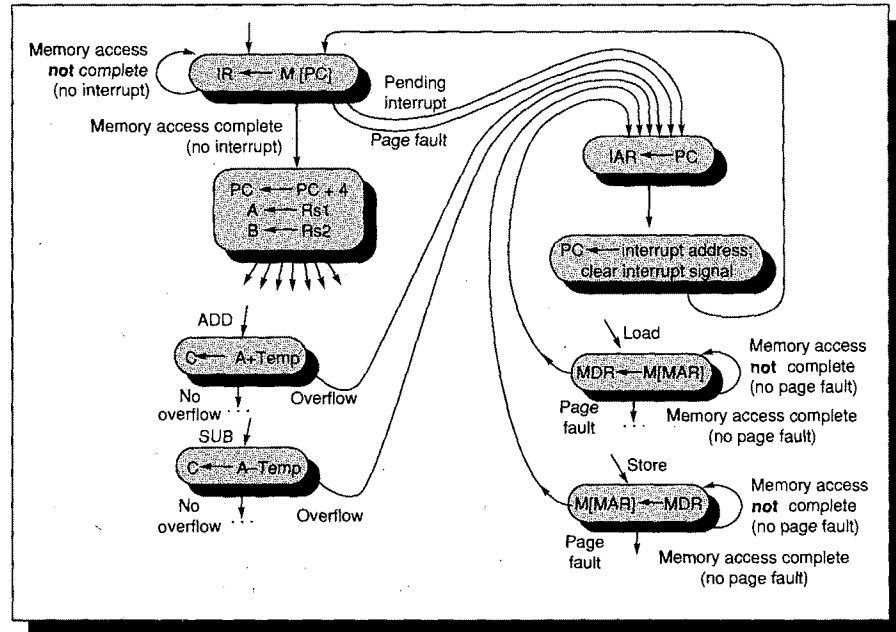 Memory access
not complete
(no interrupt)
IR ← M [PC]
Pending
interrupt
Memory access complete
(no interrupt)
Page fault
IAR ← PC
PC ← PC + 4
A ← Rs1
B ← Rs2
PC ← interrupt address;
clear interrupt signal
ADD
C ← A+Temp
No
overflow
...
Overflow
SUB
C ← A–Temp
No
overflow
...
Overflow
Load
MDR ← M[MAR]
Memory access
not complete
(no page fault)
Page
fault
...
Memory access complete
(no page fault)
Store
M[MAR] ← MDR
Memory access
not complete
(no page fault)
Page
fault
Memory access complete
(no page fault)